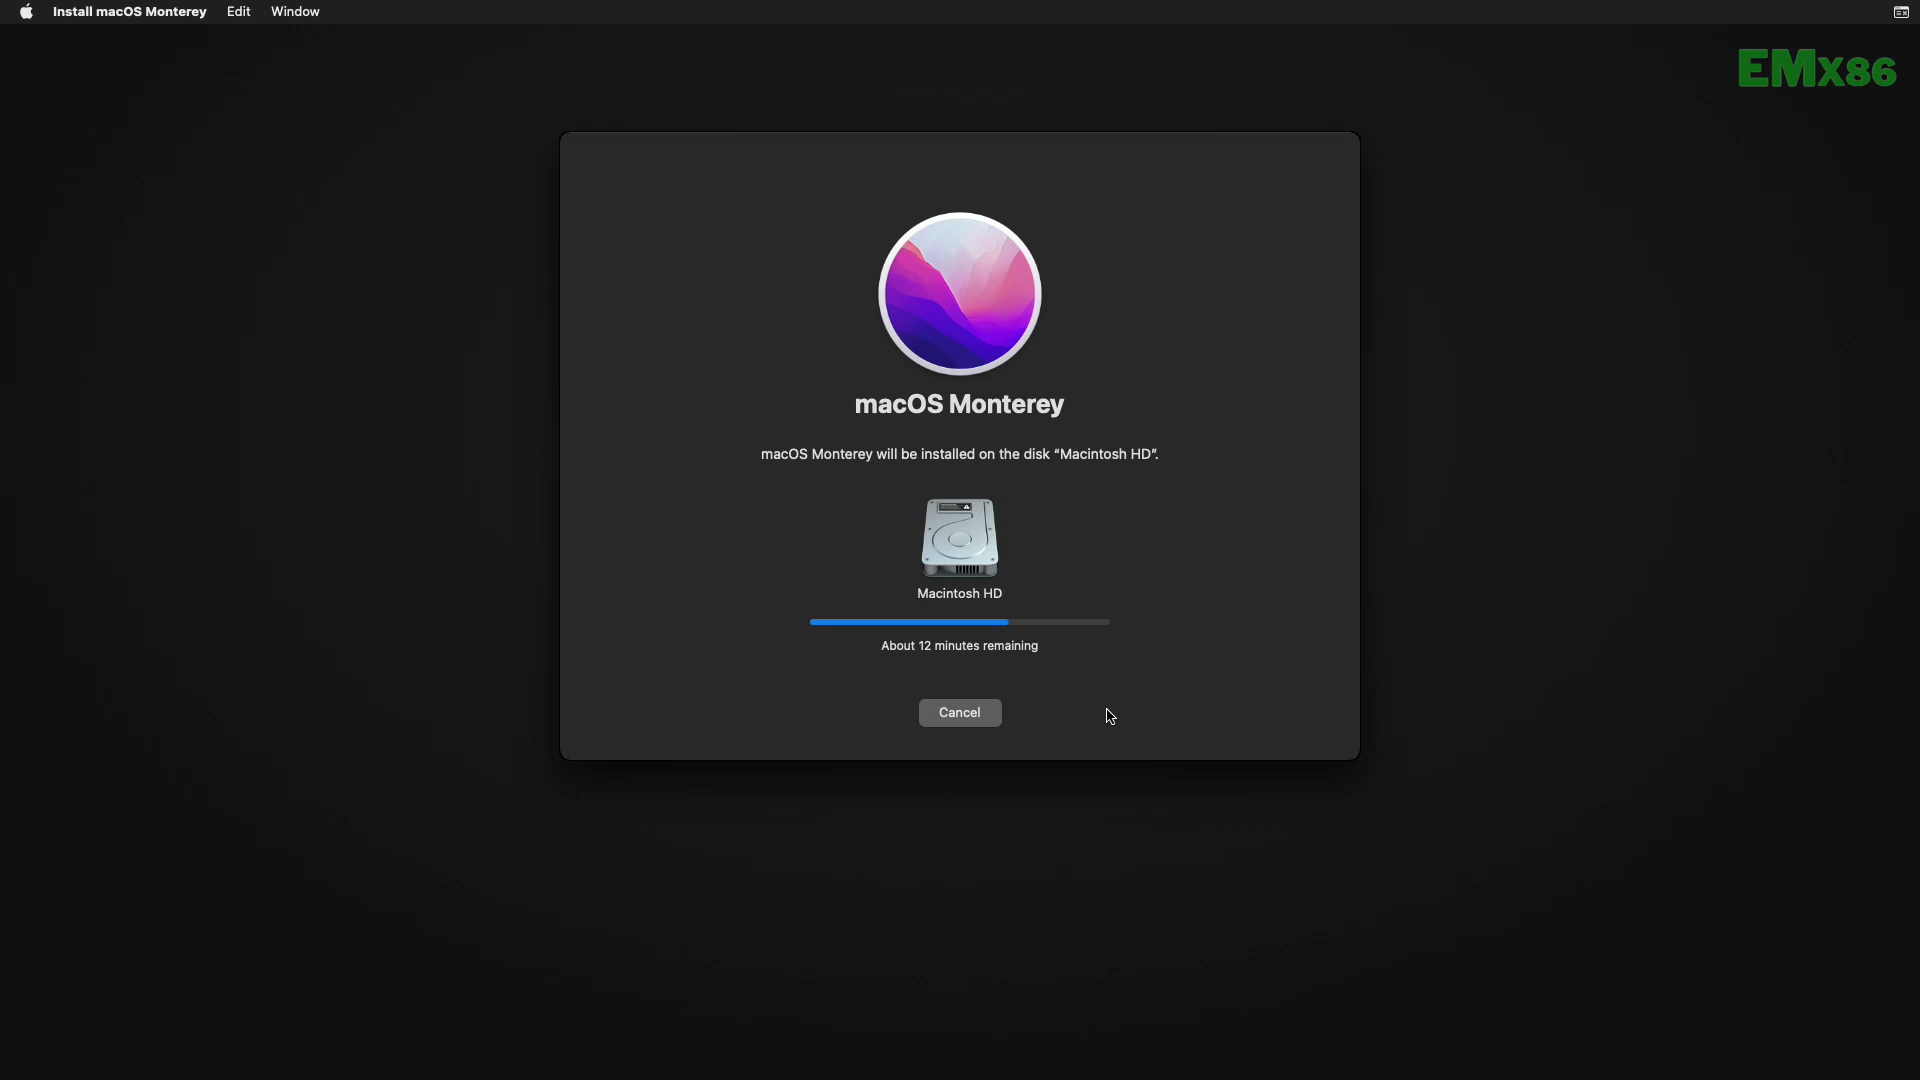 Install macOS Monterey Edit Window
EMx86
macOS Monterey
macOS Monterey will be installed on the disk “Macintosh HD”.
Macintosh HD
About 12 minutes remaining
Cancel